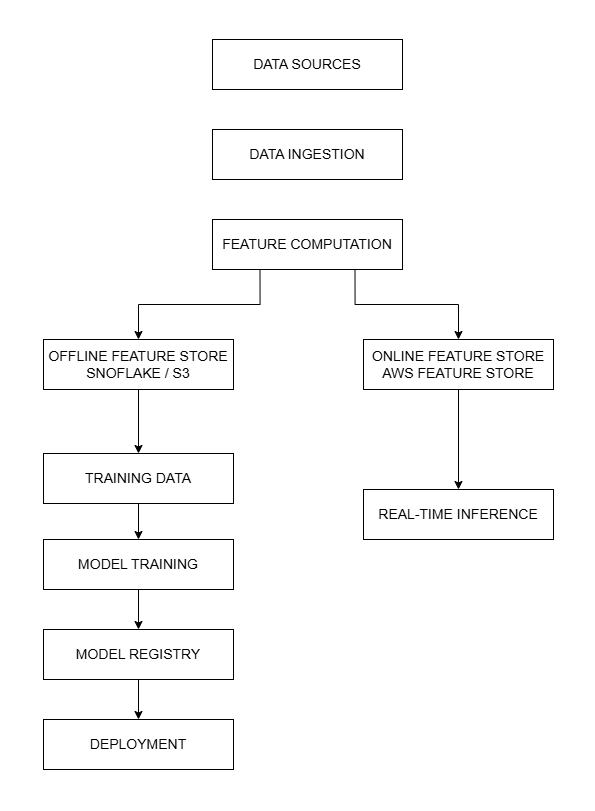 DATA SOURCES
DATA INGESTION
FEATURE COMPUTATION
OFFLINE FEATURE STORE
SNOFLAKE / S3
ONLINE FEATURE STORE
AWS FEATURE STORE
TRAINING DATA
REAL-TIME INFERENCE
MODEL TRAINING
MODEL REGISTRY
DEPLOYMENT